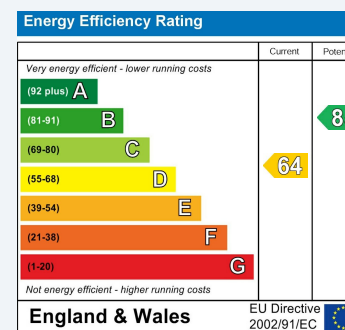 Energy Efficiency Rating
Current
Very energy efficient - lower running costs
(92 plus) A
(81-91) B
(69-80) C
64
(55-68) D
(39-54) E
(21-38) F
(1-20) G
Not energy efficient - higher running costs
England & Wales
EU Directive
2002/91/EC